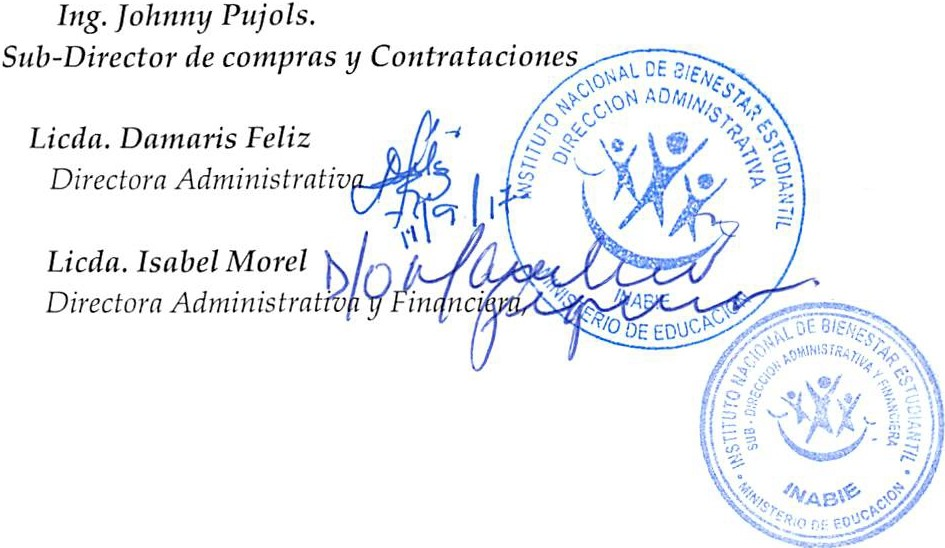 Ing. Johnny Pujols.
Sub-Director de compras y Contrataciones
Licda. Damaris Feliz
Directora Administrativa
11/9/17
Licda. Isabel Morel
Directora Administrativa y Financiera
INSTITUTO NACIONAL DE BIENESTAR ESTUDIANTIL
DIRECCION ADMINISTRATIVA
INABIE
MINISTERIO DE EDUCACION
INSTITUTO NACIONAL DE BIENESTAR ESTUDIANTIL
SUB - DIRECCION ADMINISTRATIVA Y FINANCIERA
INABIE
MINISTERIO DE EDUCACION